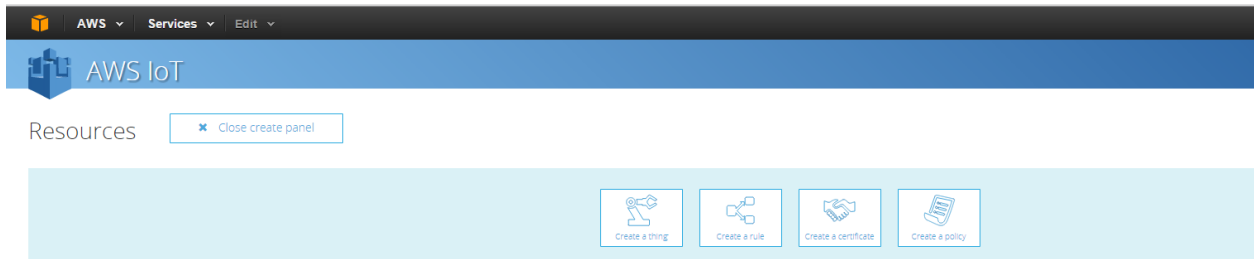 AWS Services Edit
AWS IoT
Resources Close create panel
Create a thing Create a rule Create a certificate Create a policy